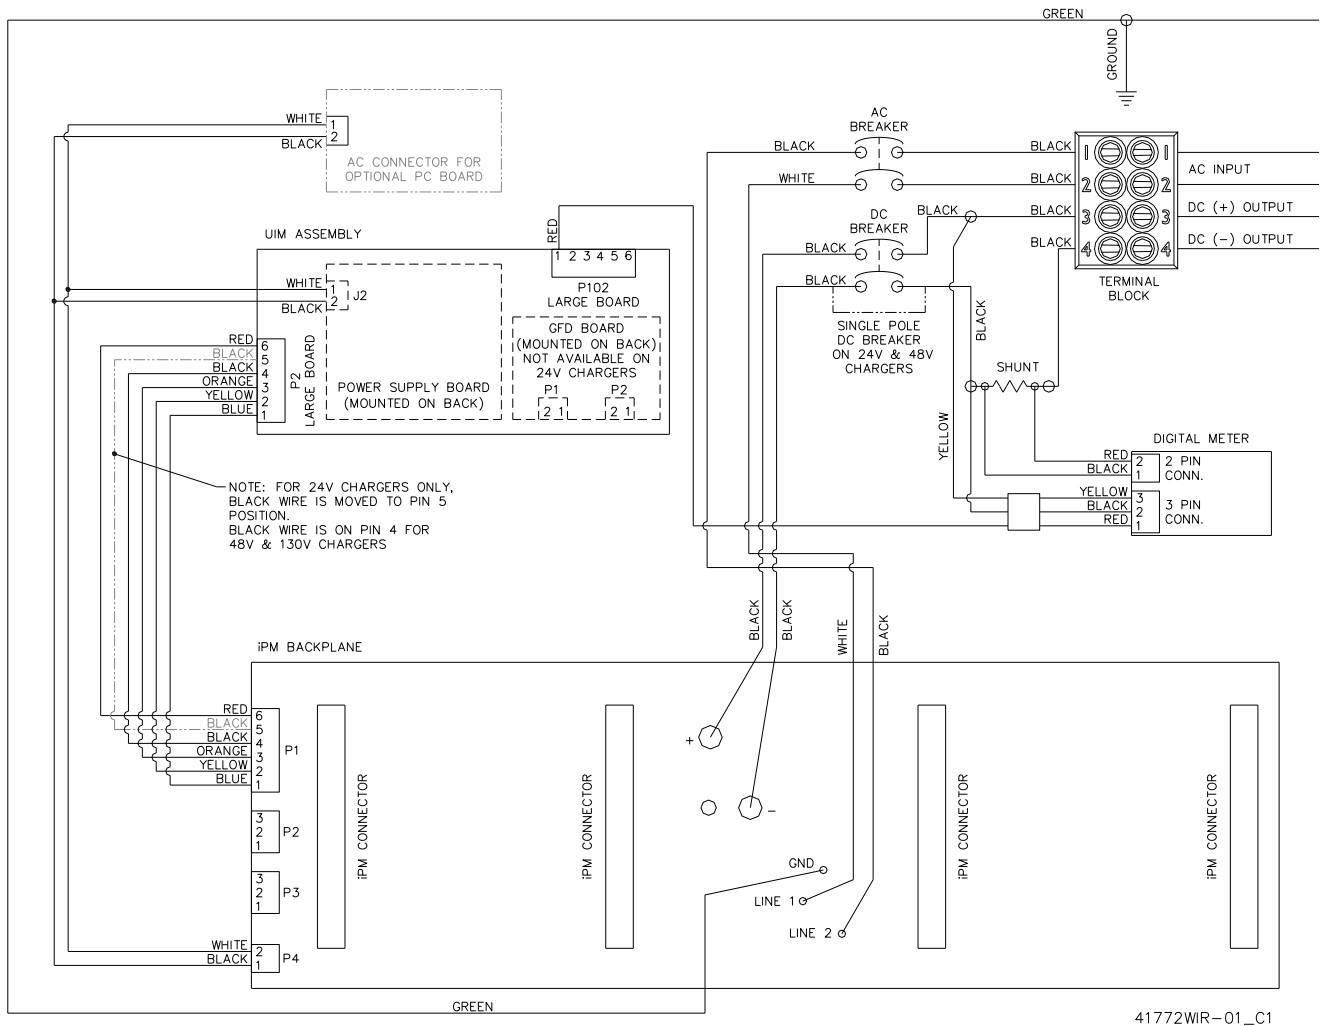 GREEN
GROUND
WHITE
1
2
BLACK
AC CONNECTOR FOR
OPTIONAL PC BOARD
AC
BREAKER
BLACK
BLACK
WHITE
BLACK
DC
BREAKER
BLACK
BLACK
BLACK
BLACK
BLACK
SINGLE POLE
DC BREAKER
ON 24V & 48V
CHARGERS
1 1
2 2
3 3
4 4
AC INPUT
DC (+) OUTPUT
DC (-) OUTPUT
TERMINAL
BLOCK
UIM ASSEMBLY
RED
1 2 3 4 5 6
P102
LARGE BOARD
WHITE
1
2
BLACK
J2
GFD BOARD
(MOUNTED ON BACK)
NOT AVAILABLE ON
24V CHARGERS
P1
P2
2 1
2 1
POWER SUPPLY BOARD
(MOUNTED ON BACK)
RED 6
BLACK 5
BLACK 4
ORANGE 3
YELLOW 2
BLUE 1
P2
LARGE BOARD
BLACK
SHUNT
YELLOW
DIGITAL METER
RED 2
BLACK 1
2 PIN
CONN.
YELLOW 3
BLACK 2
RED 1
3 PIN
CONN.
NOTE: FOR 24V CHARGERS ONLY,
BLACK WIRE IS MOVED TO PIN 5
POSITION.
BLACK WIRE IS ON PIN 4 FOR
48V & 130V CHARGERS
BLACK
BLACK
WHITE
BLACK
iPM BACKPLANE
RED 6
BLACK 5
BLACK 4
ORANGE 3
YELLOW 2
BLUE 1
P1
3
2
1
P2
3
2
1
P3
WHITE 2
BLACK 1
P4
iPM CONNECTOR
iPM CONNECTOR
+
-
GND
LINE 1
LINE 2
iPM CONNECTOR
iPM CONNECTOR
GREEN
41772WIR-01_C1